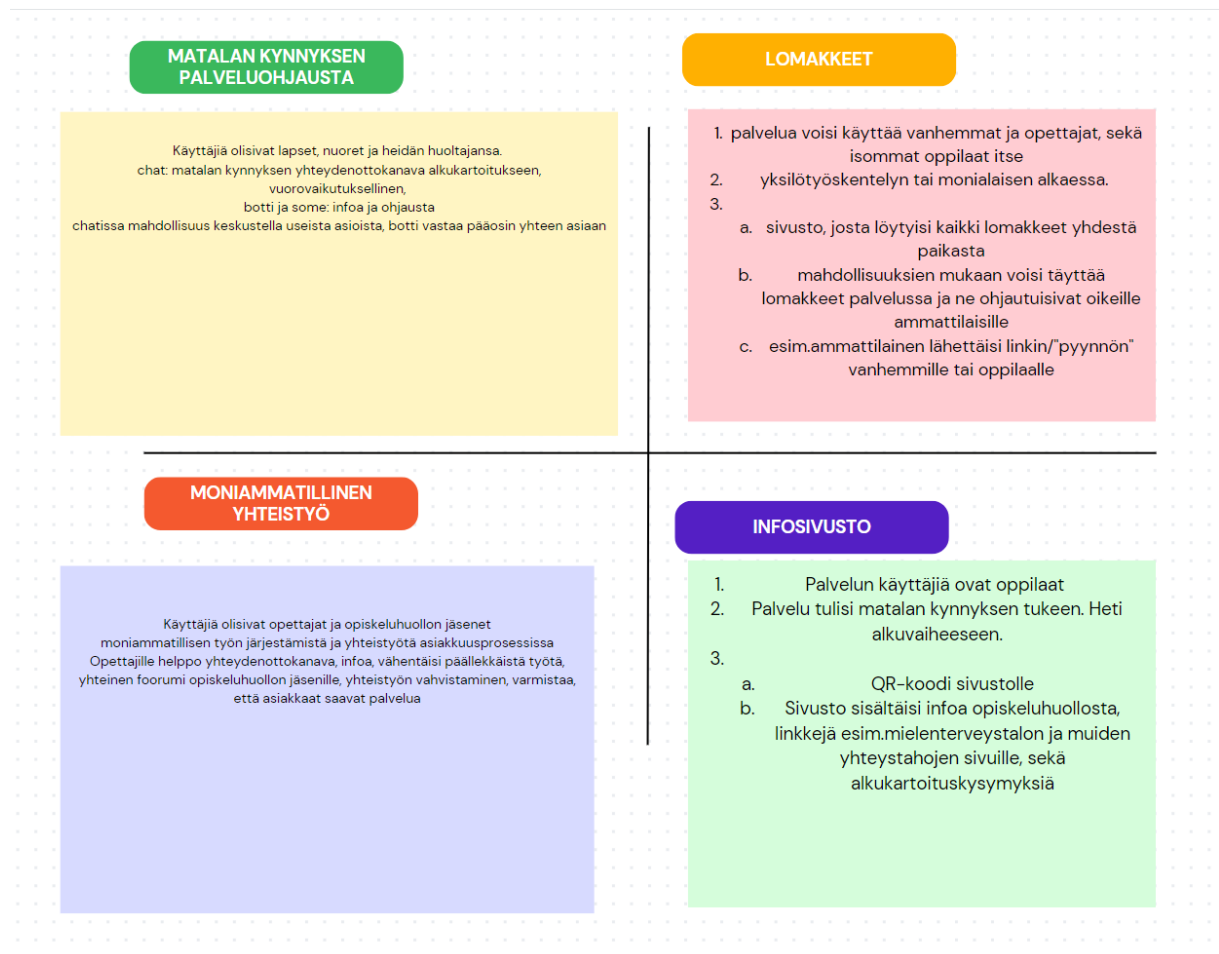 MATALAN KYNNYKSEN
PALVELUOHJAUSTA
Käyttäjiä olisivat lapset, nuoret ja heidän huoltajansa.
chat: matalan kynnyksen yhteydenottokanava alkukartoitukseen,
vuorovaikutuksellinen,
botti ja some: infoa ja ohjausta
chatissa mahdollisuus keskustella useista asioista, botti vastaa pääosin yhteen asiaan
LOMAKKEET
1. palvelua voisi käyttää vanhemmat ja opettajat, sekä
isommat oppilaat itse
2. yksilötyöskentelyn tai monialaisen alkaessa.
3.
a. sivusto, josta löytyisi kaikki lomakkeet yhdestä
paikasta
b. mahdollisuuksien mukaan voisi täyttää
lomakkeet palvelussa ja ne ohjautuisivat oikeille
ammattilaisille
c. esim.ammattilainen lähettäisi linkin/"pyynnön"
vanhemmille tai oppilaalle
MONIAMMATILLINEN
YHTEISTYÖ
Käyttäjiä olisivat opettajat ja opiskeluhuollon jäsenet
moniammatillisen työn järjestämistä ja yhteistyötä asiakkuusprosessissa
Opettajille helppo yhteydenottokanava, infoa, vähentäisi päällekkäistä työtä,
yhteinen foorumi opiskeluhuollon jäsenille, yhteistyön vahvistaminen, varmistaa,
että asiakkaat saavat palvelua
INFOSIVUSTO
1. Palvelun käyttäjiä ovat oppilaat
2. Palvelu tulisi matalan kynnyksen tukeen. Heti
alkuvaiheeseen.
3.
a. QR-koodi sivustolle
b. Sivusto sisältäisi infoa opiskeluhuollosta,
linkkejä esim.mielenterveystalon ja muiden
yhteystahojen sivuille, sekä
alkukartoituskysymyksiä